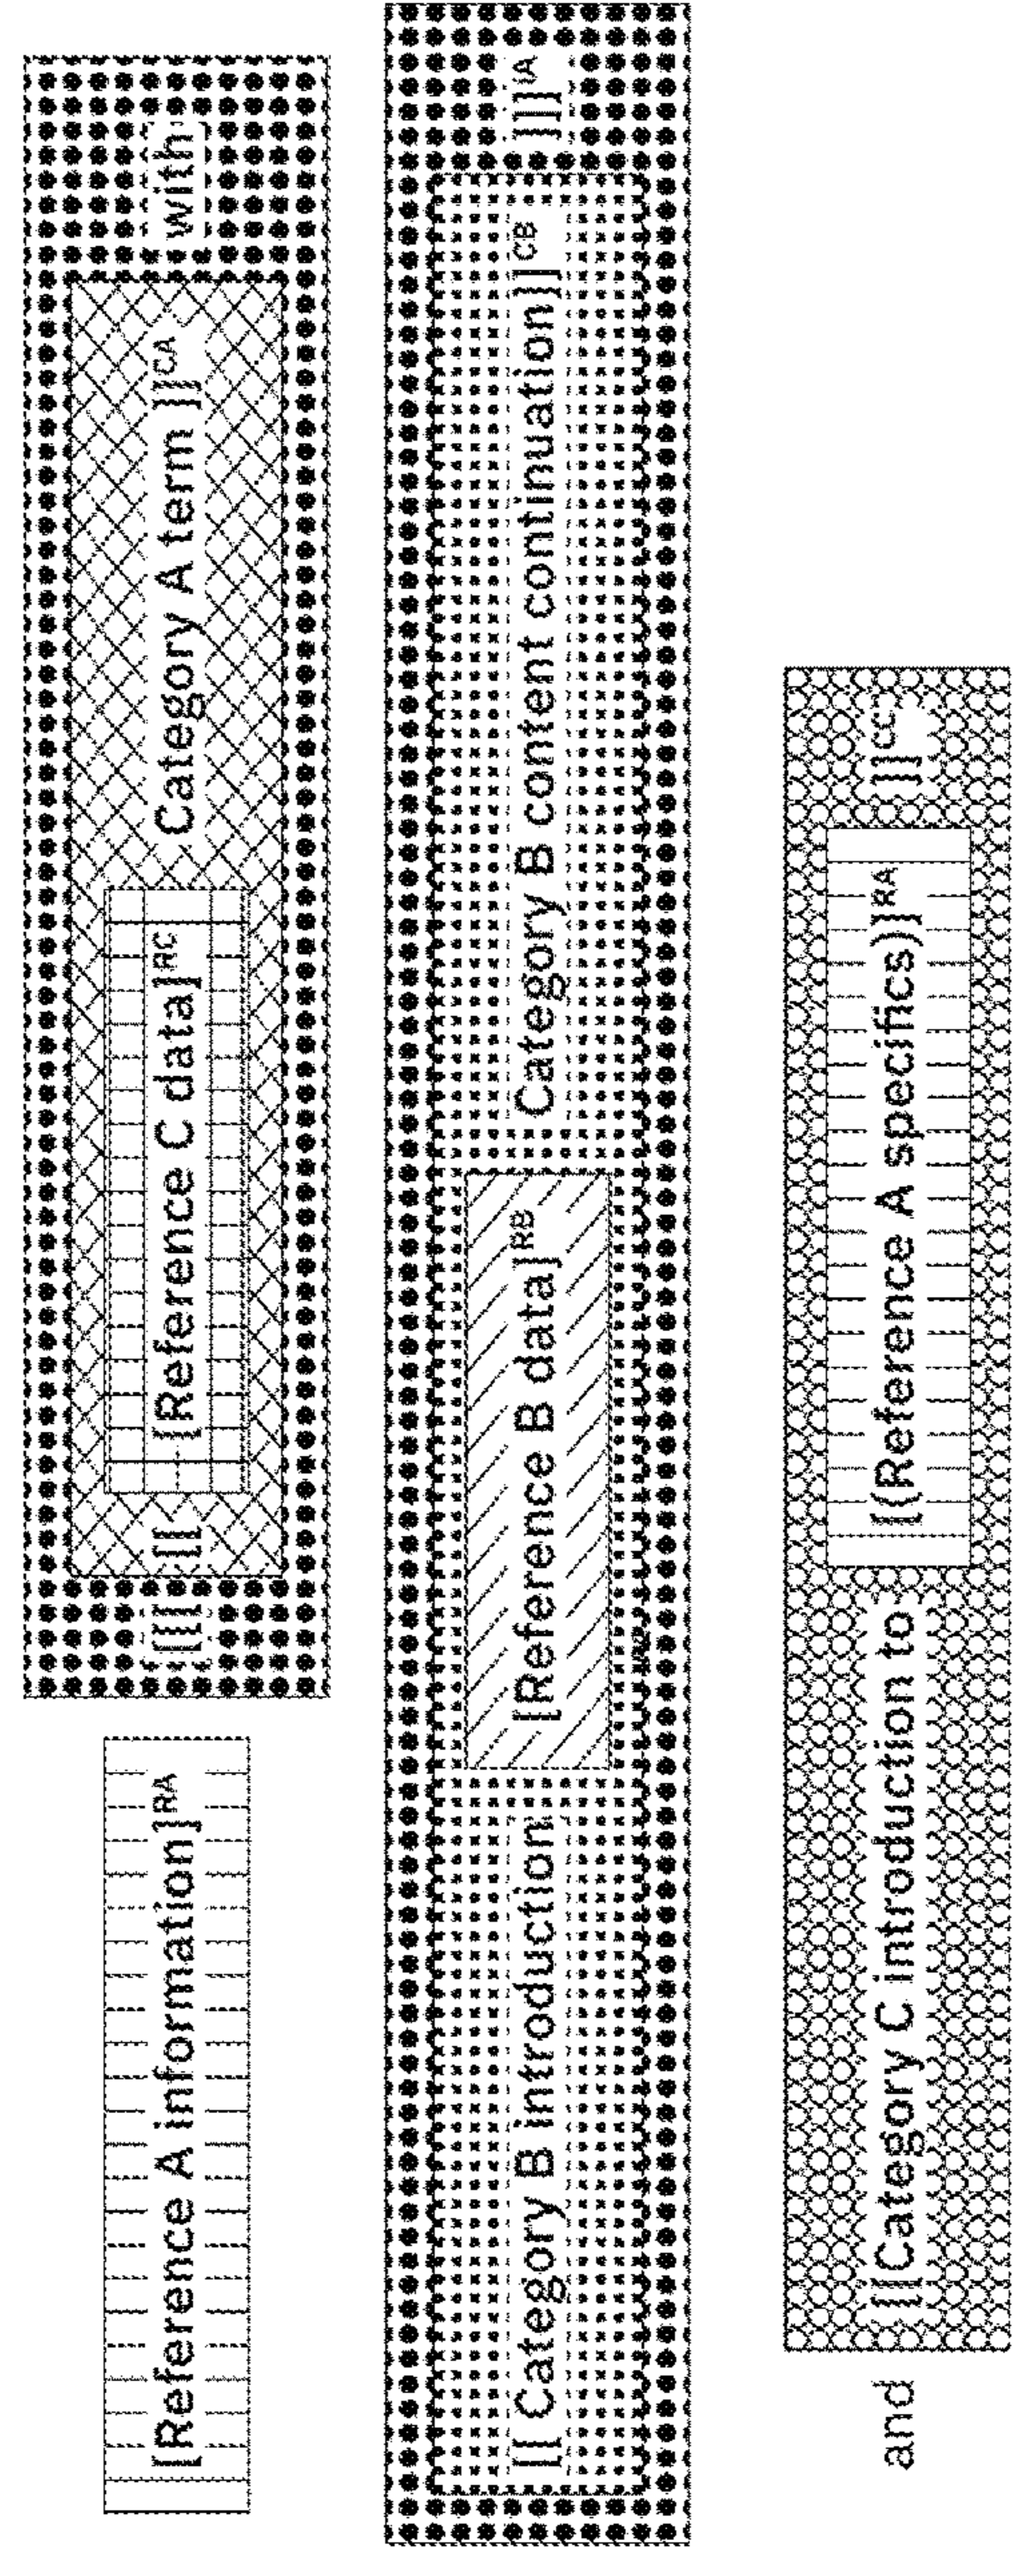 [Reference A information]RA [[[ [[ [Reference C data]RC Category A term ]]CA with
[[ Category B introduction [Reference B data]RB Category B content continuation]]CB ]]]IA
and [[Category C introduction to [(Reference A specifics)]RA ]]CC